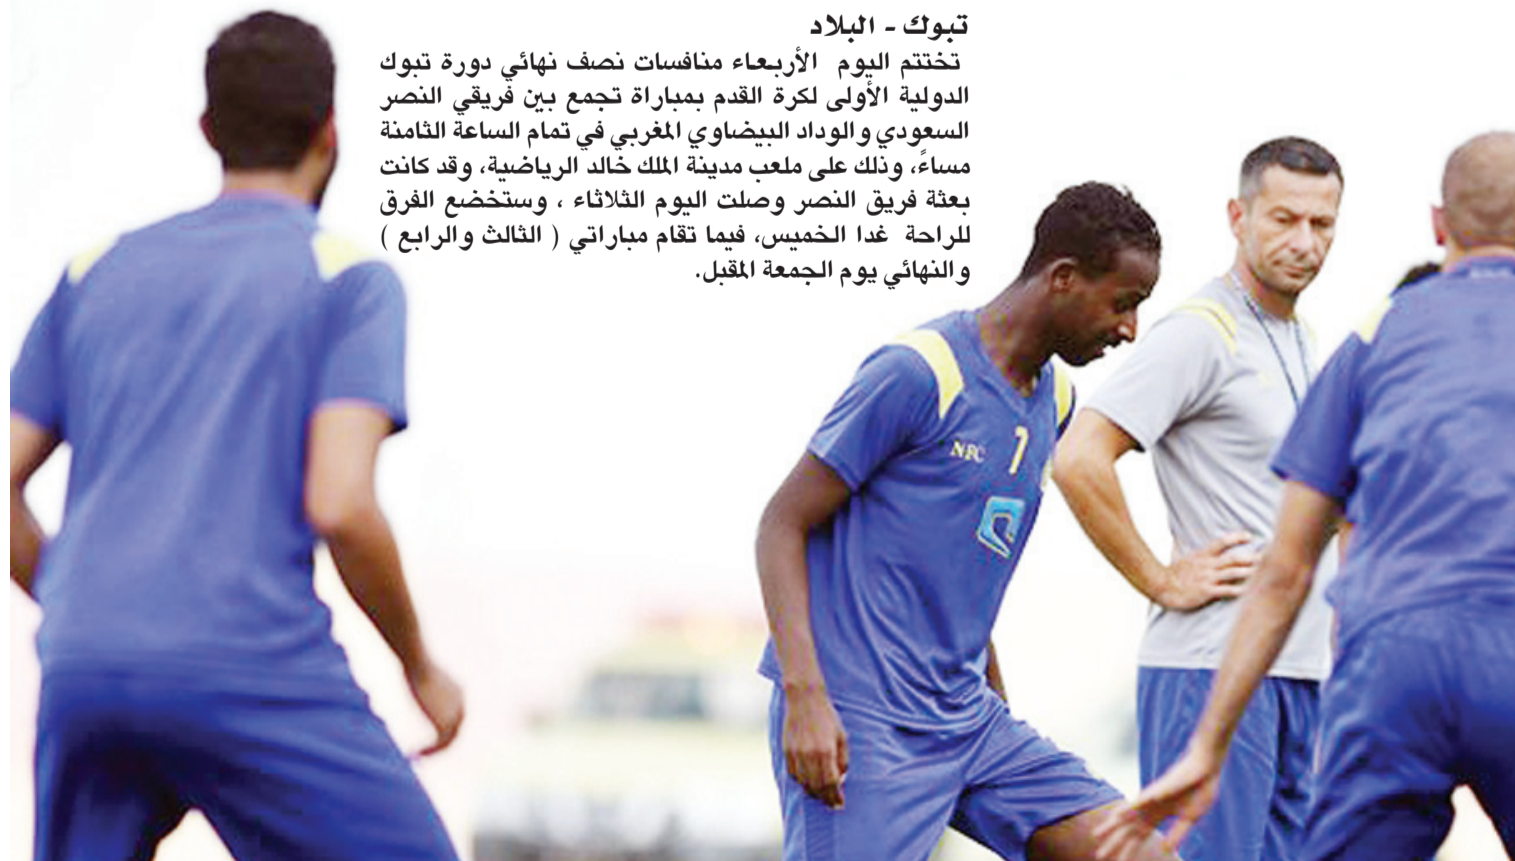 تبوك - البلاد
تختتم اليوم الأربعاء منافسات نصف نهائي دورة تبوك
الدولية الأولى لكرة القدم بمباراة تجمع بين فريقي النصر
السعودي والوداد البيضاوي المغربي في تمام الساعة الثامنة
مساءً، وذلك على ملعب مدينة الملك خالد الرياضية، وقد كانت
بعثة فريق النصر وصلت اليوم الثلاثاء ، وستخضع الفرق
للراحة غدا الخميس، فيما تقام مباراتي ( الثالث والرابع )
والنهائي يوم الجمعة المقبل.
NFC 7